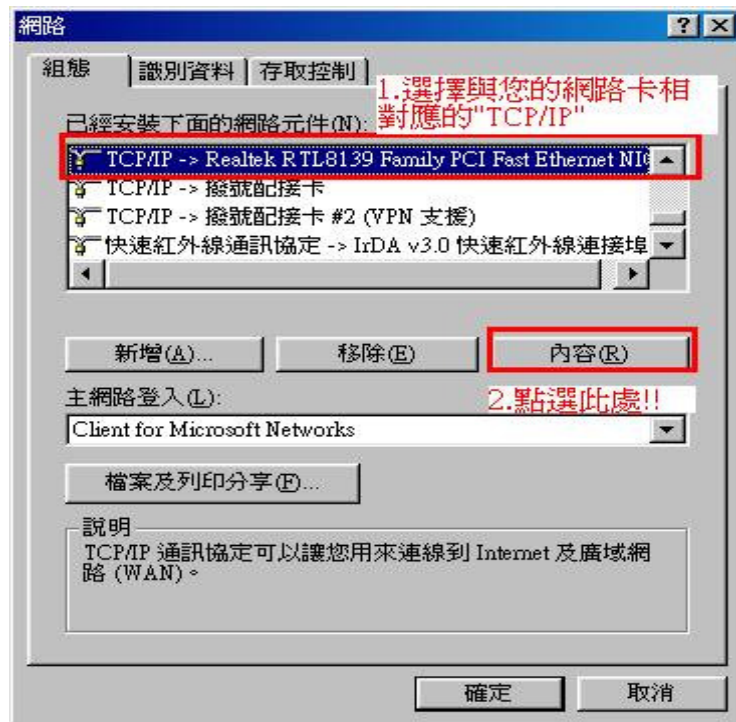 網路
組態
識別資料
存取控制
1.選擇與您的網路卡相
對應的"TCP/IP"
已經安裝下面的網路元件(N):
TCP/IP -> Realtek RTL8139 Family PCI Fast Ethernet NI
TCP/IP -> 撥號配接卡
TCP/IP -> 撥號配接卡 #2 (VPN 支援)
快速紅外線通訊協定 -> IrDA v3.0 快速紅外線連接埠
新增(A)...
移除(E)
內容(R)
主網路登入(L):
2.點選此處!!
Client for Microsoft Networks
檔案及列印分享(F)...
說明
TCP/IP 通訊協定可以讓您用來連線到 Internet 及廣域網
路 (WAN)。
確定
取消